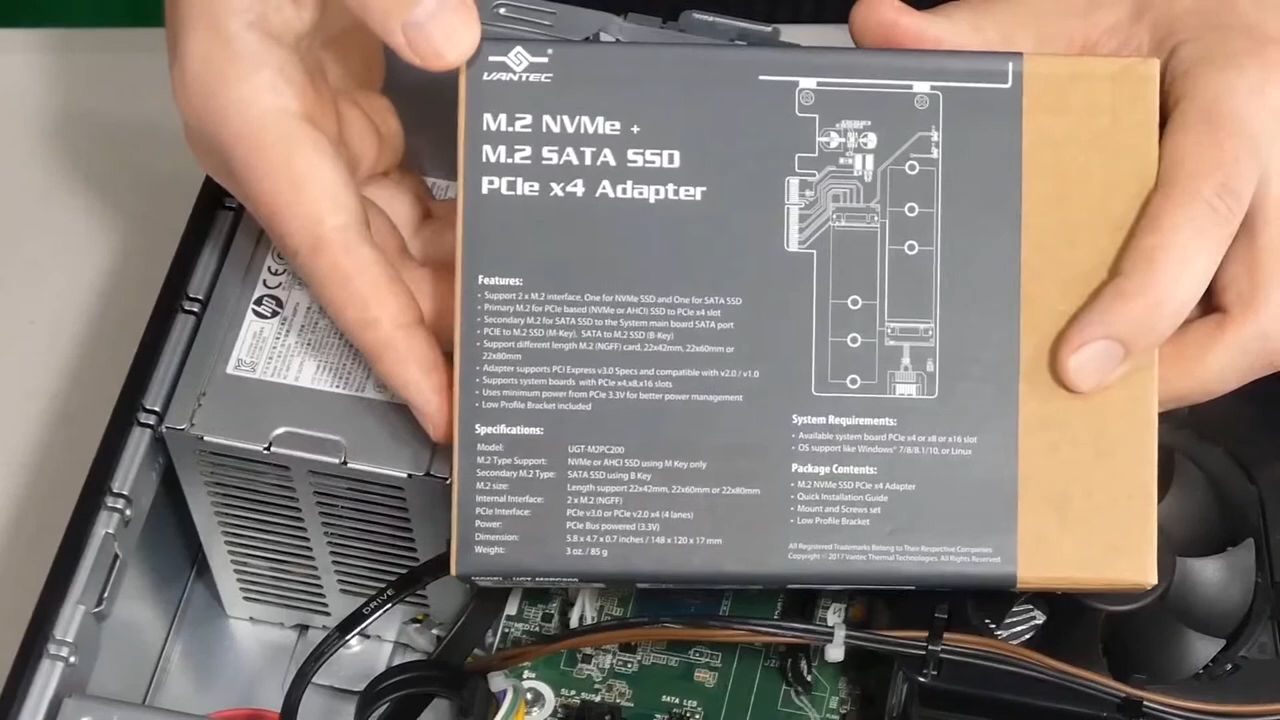 VANTEC
M.2 NVMe +
M.2 SATA SSD
PCIe x4 Adapter
Features:
• Support 2 x M.2 interface, One for NVMe SSD and One for SATA SSD
• Primary M.2 for PCIe based (NVMe or AHCI) SSD to PCIe x4 slot
• Secondary M.2 for SATA SSD to the System main board SATA port
• PCIE to M.2 SSD (M-Key), SATA to M.2 SSD (B-Key)
• Support different length M.2 (NGFF) card, 22x42mm, 22x60mm or
22x80mm
• Adapter supports PCI Express v3.0 Specs and compatible with v2.0 / v1.0
• Supports system boards with PCIe x4,x8,x16 slots
• Uses minimum power from PCIe 3.3V for better power management
• Low Profile Bracket included
Specifications:
Model: UGT-M2PC200
M.2 Type Support: NVMe or AHCI SSD using M Key only
Secondary M.2 Type: SATA SSD using B Key
M.2 size: Length support 22x42mm, 22x60mm or 22x80mm
Internal Interface: 2 x M.2 (NGFF)
PCIe Interface: PCIe v3.0 or PCIe v2.0 x4 (4 lanes)
Power: PCIe Bus powered (3.3V)
Dimension: 5.8 x 4.7 x 0.7 inches / 148 x 120 x 17 mm
Weight: 3 oz. / 85 g
System Requirements:
• Available system board PCIe x4 or x8 or x16 slot
• OS support like Windows® 7/8/8.1/10, or Linux
Package Contents:
• M.2 NVMe SSD PCIe x4 Adapter
• Quick Installation Guide
• Mount and Screws set
• Low Profile Bracket
All Registered Trademarks Belong to Their Respective Companies
Copyright © 2017 Vantec Thermal Technologies. All Rights Reserved.
MODEL: UGT-M2PC200
hp
CE
DRIVE
MEDIA
SATA LED